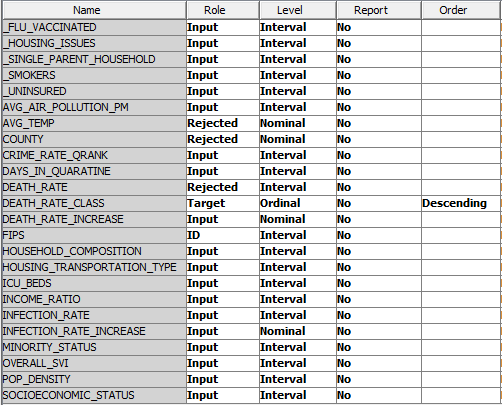 Name Role Level Report Order
_FLU_VACCINATED Input Interval No
_HOUSING_ISSUES Input Interval No
_SINGLE_PARENT_HOUSEHOLD Input Interval No
_SMOKERS Input Interval No
_UNINSURED Input Interval No
AVG_AIR_POLLUTION_PM Input Interval No
AVG_TEMP Rejected Nominal No
COUNTY Rejected Nominal No
CRIME_RATE_QRANK Input Interval No
DAYS_IN_QUARATINE Input Interval No
DEATH_RATE Rejected Interval No
DEATH_RATE_CLASS Target Ordinal No Descending
DEATH_RATE_INCREASE Input Nominal No
FIPS ID Interval No
HOUSEHOLD_COMPOSITION Input Interval No
HOUSING_TRANSPORTATION_TYPE Input Interval No
ICU_BEDS Input Interval No
INCOME_RATIO Input Interval No
INFECTION_RATE Input Interval No
INFECTION_RATE_INCREASE Input Nominal No
MINORITY_STATUS Input Interval No
OVERALL_SVI Input Interval No
POP_DENSITY Input Interval No
SOCIOECONOMIC_STATUS Input Interval No